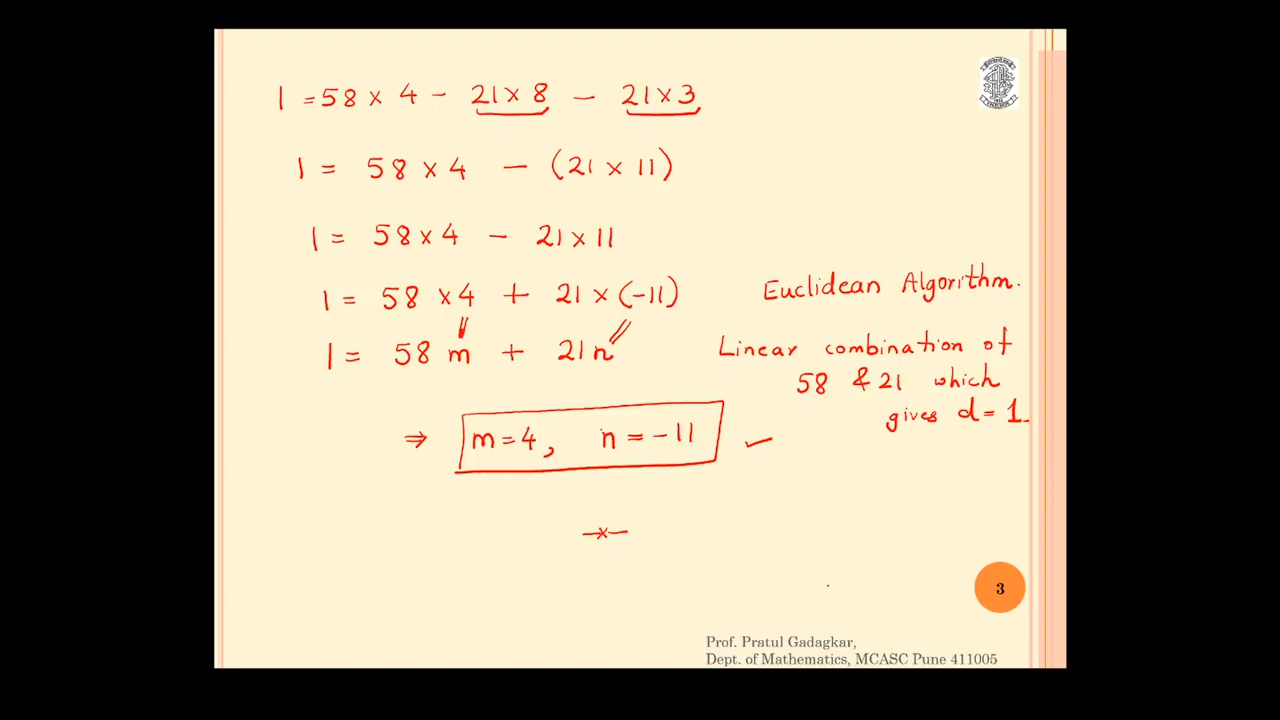 1 = 58 × 4 - 21 × 8 - 21 × 3
1 = 58 × 4 - (21 × 11)
1 = 58 × 4 - 21 × 11
1 = 58 × 4 + 21 × (-11)
1 = 58 m + 21 n
⇒ m = 4, n = -11 ✓
Euclidean Algorithm.
Linear combination of
58 & 21 which
gives d = 1.
—×—
3
Prof. Pratul Gadagkar,
Dept. of Mathematics, MCASC Pune 411005